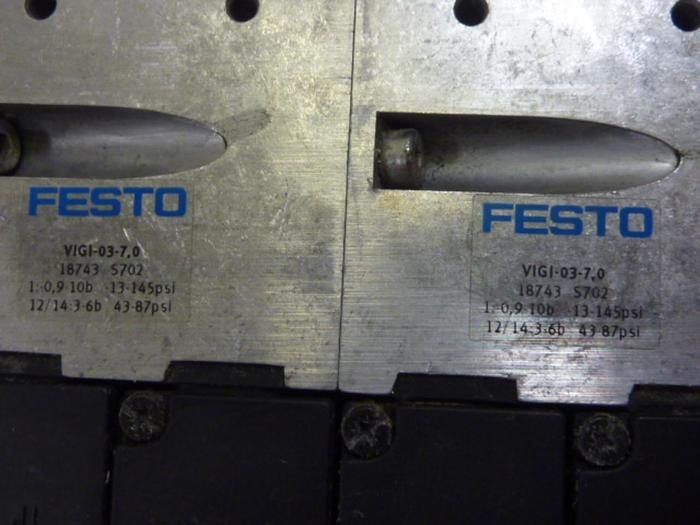 FESTO
VIGI-03-7,0
18743 S702
1:-0,9-10b -13-145psi
12/14:3-6b 43-87psi
FESTO
VIGI-03-7,0
18743 S702
1:-0,9-10b -13-145psi
12/14:3-6b 43-87psi